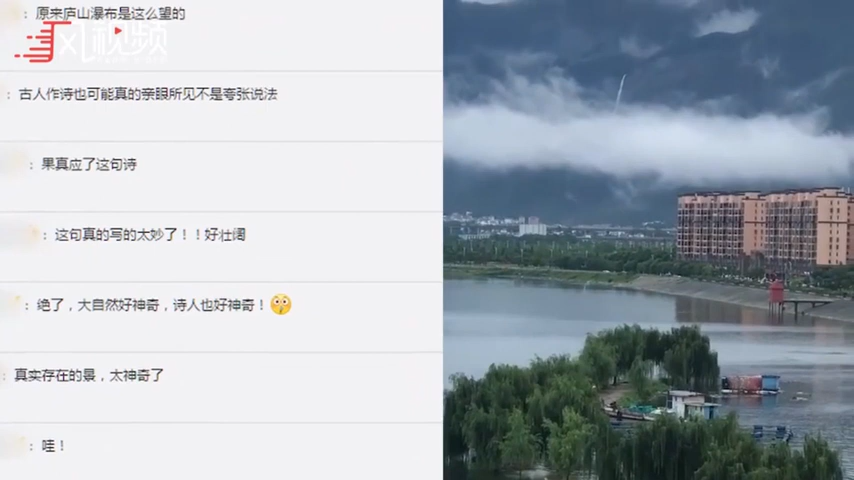 原来庐山瀑布是这么望的
风视频
：古人作诗也可能真的亲眼所见不是夸张说法
：果真应了这句诗
：这句真的写的太妙了！！好壮阔
：绝了，大自然好神奇，诗人也好神奇！
：真实存在的景，太神奇了
：哇！